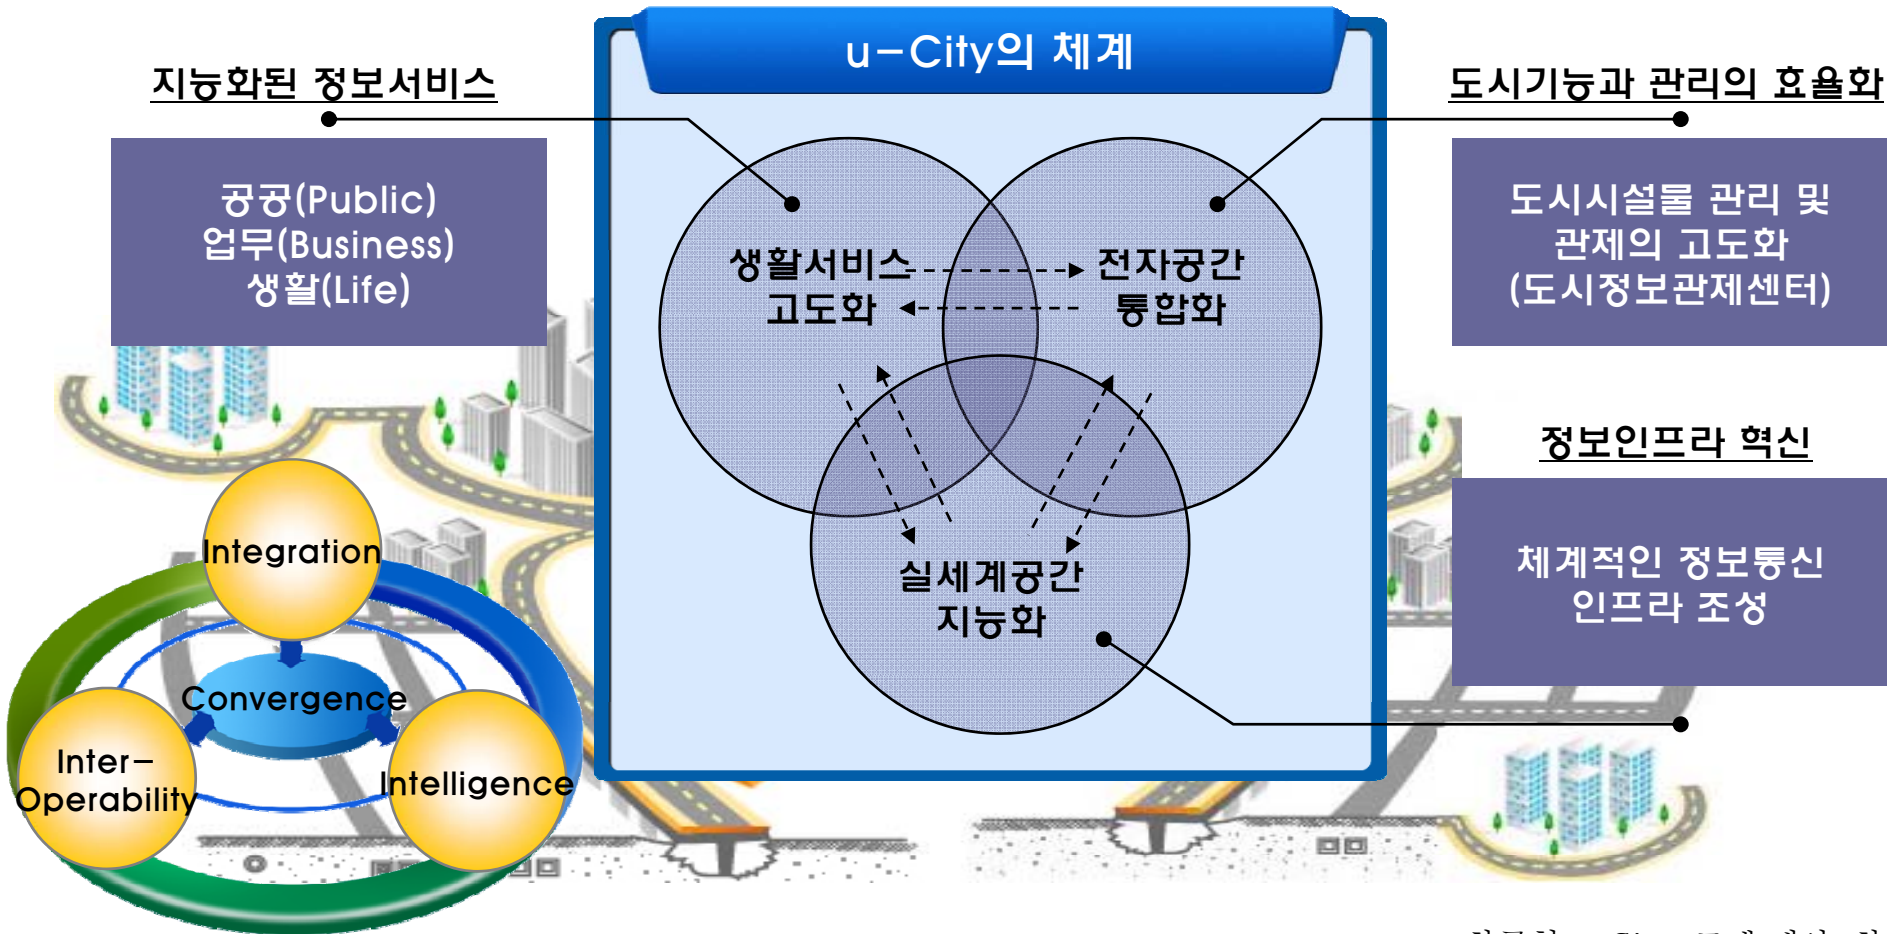 u-City의 체계
지능화된 정보서비스
공공(Public)
업무(Business)
생활(Life)
도시기능과 관리의 효율화
도시시설물 관리 및
관제의 고도화
(도시정보관제센터)
생활서비스
고도화
전자공간
통합화
실세계공간
지능화
정보인프라 혁신
체계적인 정보통신
인프라 조성
Integration
Convergence
Inter-
Operability
Intelligence